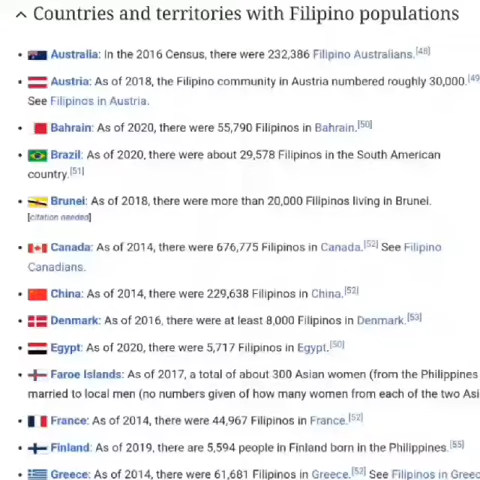 Countries and territories with Filipino populations
Australia: In the 2016 Census, there were 232,386 Filipino Australians.[48]
Austria: As of 2018, the Filipino community in Austria numbered roughly 30,000.[49
See Filipinos in Austria.
Bahrain: As of 2020, there were 55,790 Filipinos in Bahrain.[50]
Brazil: As of 2020, there were about 29,578 Filipinos in the South American
country.[51]
Brunei: As of 2018, there were more than 20,000 Filipinos living in Brunei.
[citation needed]
Canada: As of 2014, there were 676,775 Filipinos in Canada.[52] See Filipino
Canadians.
China: As of 2014, there were 229,638 Filipinos in China.[52]
Denmark: As of 2016, there were at least 8,000 Filipinos in Denmark.[53]
Egypt: As of 2020, there were 5,717 Filipinos in Egypt.[50]
Faroe Islands: As of 2017, a total of about 300 Asian women (from the Philippines
married to local men (no numbers given of how many women from each of the two Asi
France: As of 2014, there were 44,967 Filipinos in France.[52]
Finland: As of 2019, there are 5,594 people in Finland born in the Philippines.[55]
Greece: As of 2014, there were 61,681 Filipinos in Greece.[52] See Filipinos in Greec